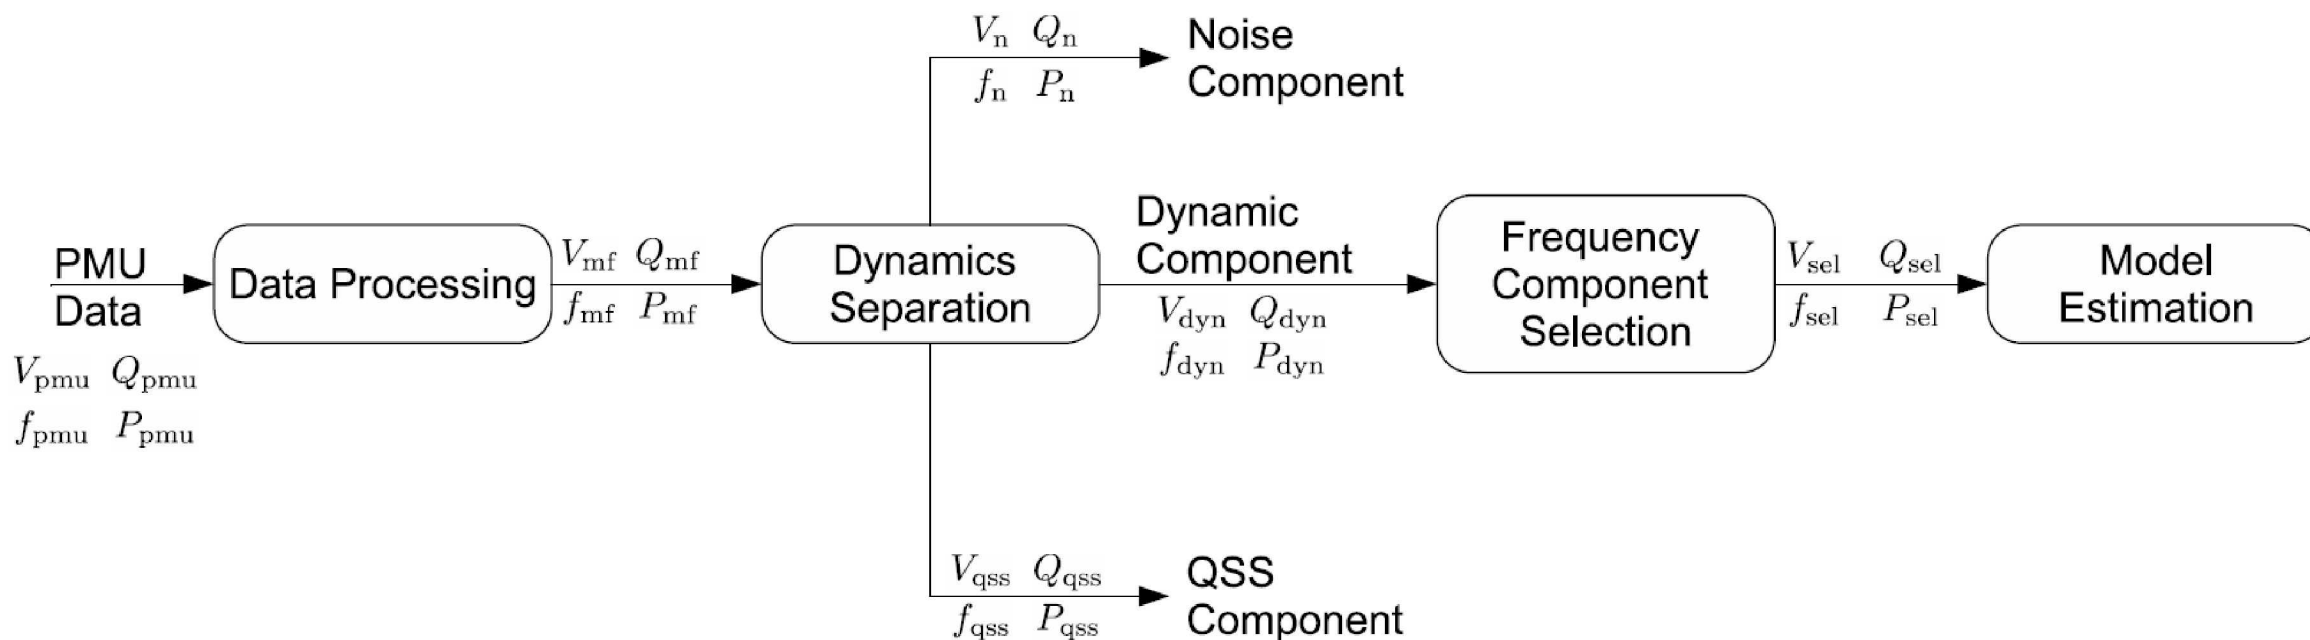 PMU
Data
V_pmu Q_pmu
f_pmu P_pmu
Data Processing
V_mf Q_mf
f_mf P_mf
Dynamics
Separation
V_n Q_n
f_n P_n
Noise
Component
Dynamic
Component
V_dyn Q_dyn
f_dyn P_dyn
V_qss Q_qss
f_qss P_qss
QSS
Component
Frequency
Component
Selection
V_sel Q_sel
f_sel P_sel
Model
Estimation